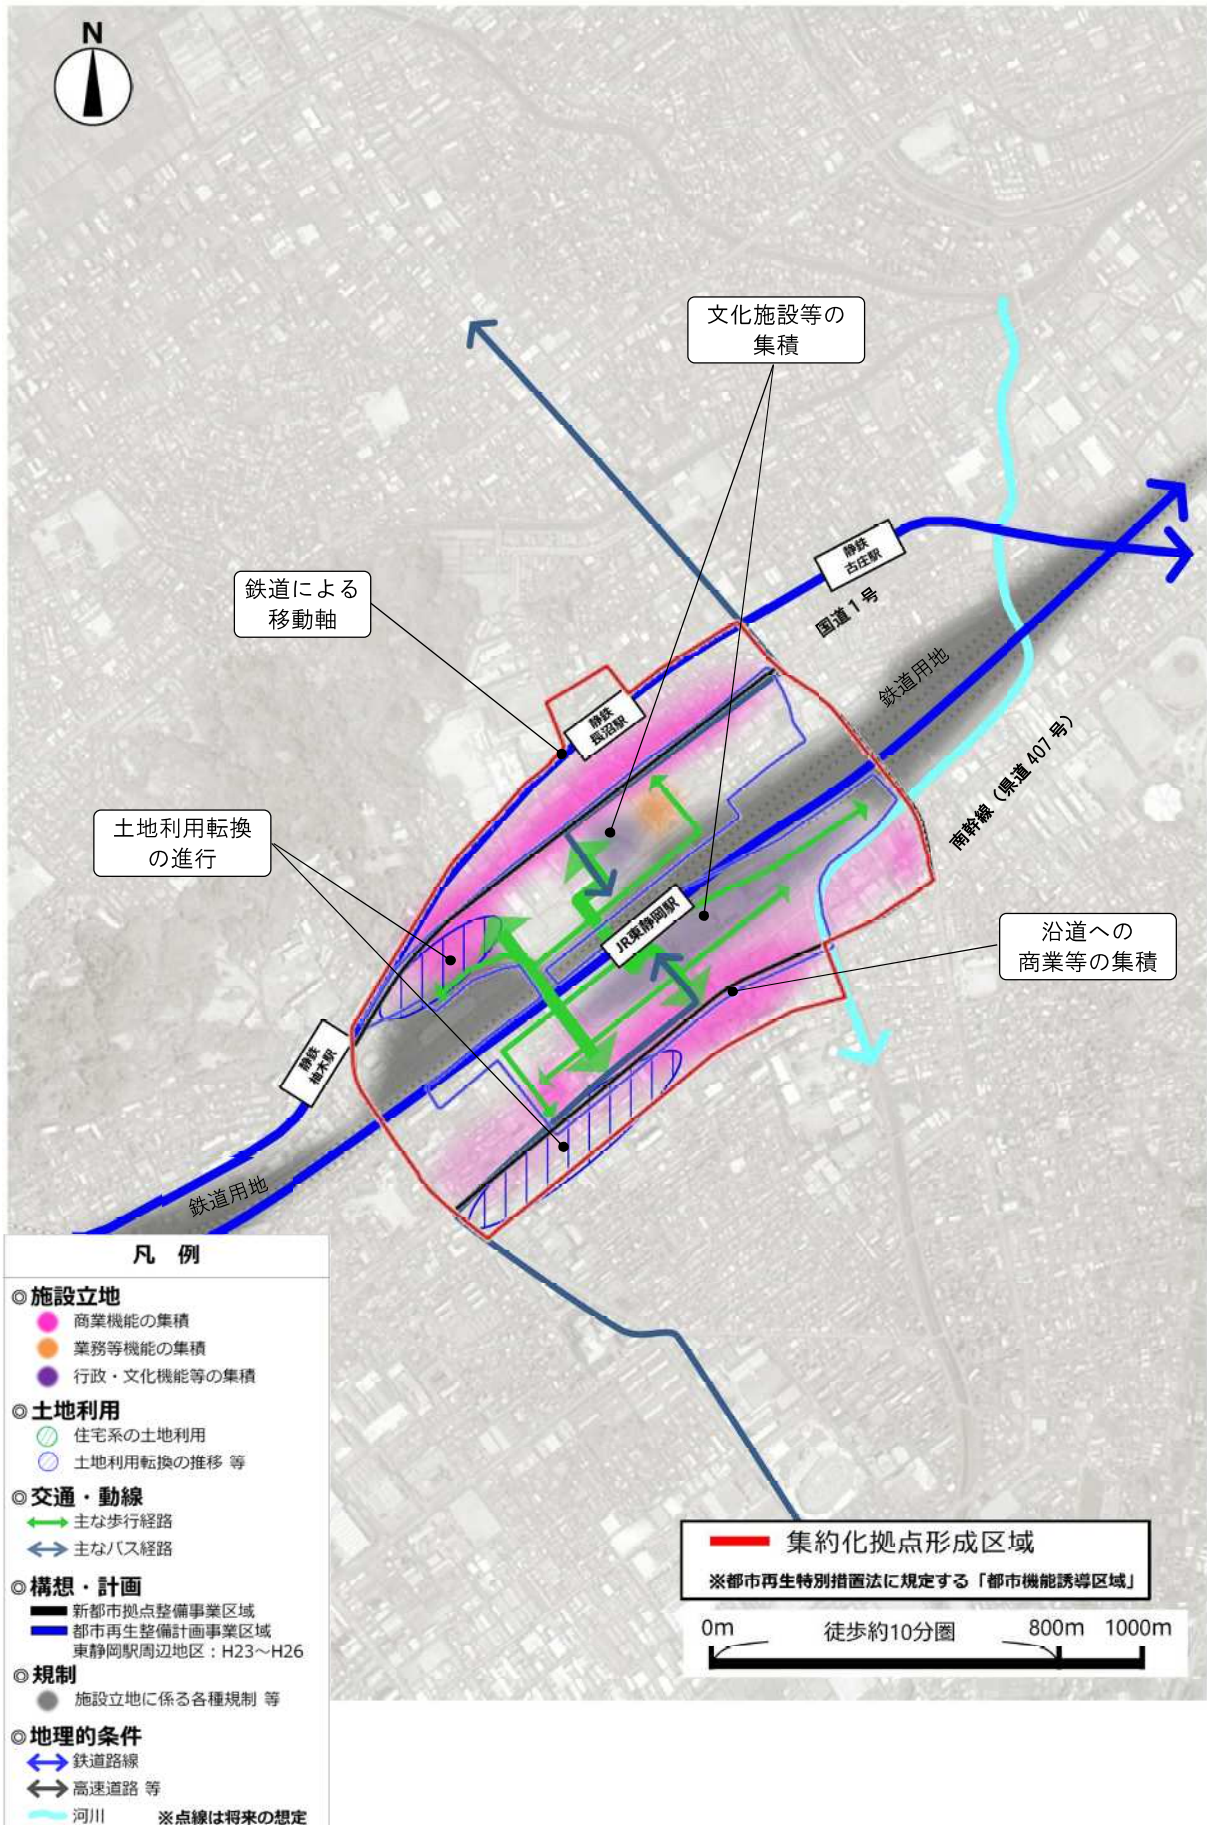 N
文化施設等の
集積
静鉄
古庄駅
国道1号
鉄道による
移動軸
鉄道用地
静鉄
長沼駅
南幹線（県道407号）
土地利用転換
の進行
JR東静岡駅
沿道への
商業等の集積
静鉄
柚木駅
鉄道用地
凡 例
◎施設立地
商業機能の集積
業務等機能の集積
行政・文化機能等の集積
◎土地利用
住宅系の土地利用
土地利用転換の推移 等
◎交通・動線
主な歩行経路
主なバス経路
◎構想・計画
新都市拠点整備事業区域
都市再生整備計画事業区域
東静岡駅周辺地区：H23～H26
◎規制
施設立地に係る各種規制 等
◎地理的条件
鉄道路線
高速道路 等
河川 ※点線は将来の想定
集約化拠点形成区域
※都市再生特別措置法に規定する「都市機能誘導区域」
0m 徒歩約10分圏 800m 1000m